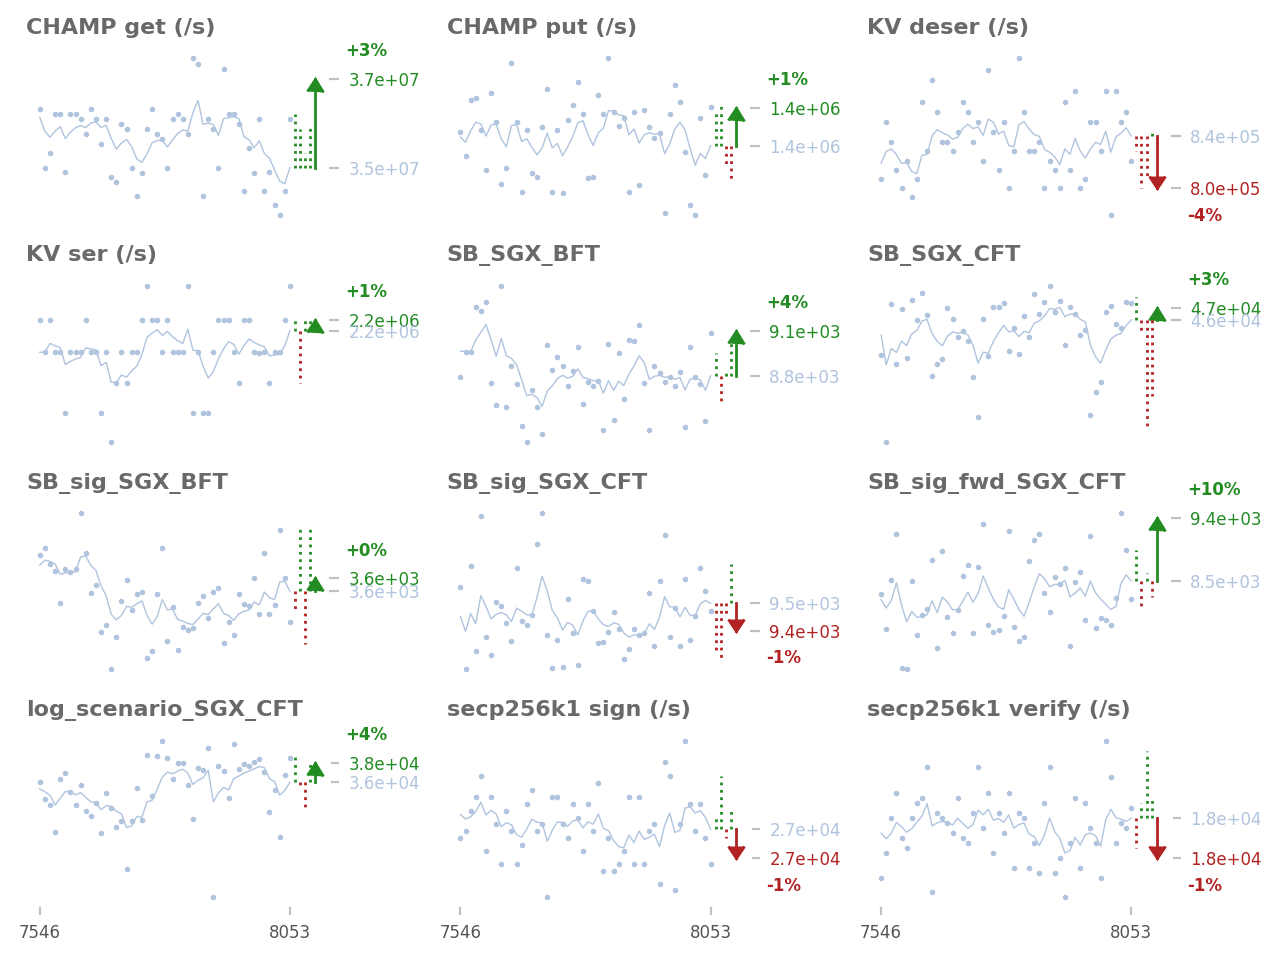 CHAMP get (/s)
+3%
3.7e+07
3.5e+07
CHAMP put (/s)
+1%
1.4e+06
1.4e+06
KV deser (/s)
8.4e+05
8.0e+05
-4%
KV ser (/s)
+1%
2.2e+06
2.2e+06
SB_SGX_BFT
+4%
9.1e+03
8.8e+03
SB_SGX_CFT
+3%
4.7e+04
4.6e+04
SB_sig_SGX_BFT
+0%
3.6e+03
3.6e+03
SB_sig_SGX_CFT
9.5e+03
9.4e+03
-1%
SB_sig_fwd_SGX_CFT
+10%
9.4e+03
8.5e+03
log_scenario_SGX_CFT
+4%
3.8e+04
3.6e+04
7546
8053
secp256k1 sign (/s)
2.7e+04
2.7e+04
-1%
7546
8053
secp256k1 verify (/s)
1.8e+04
1.8e+04
-1%
7546
8053